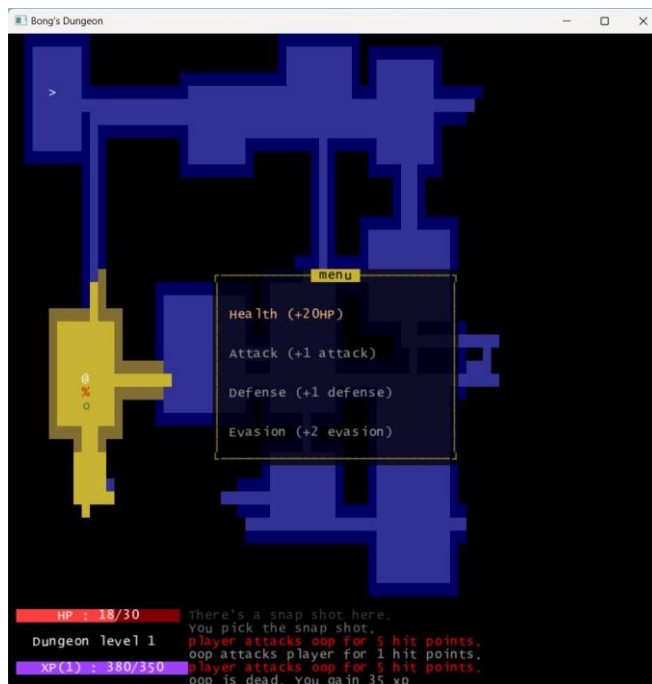 Bong's Dungeon
>
menu
Health (+20HP)
Attack (+1 attack)
Defense (+1 defense)
Evasion (+2 evasion)
@
%
o
HP : 18/30
Dungeon level 1
XP(1) : 380/350
There's a snap shot here.
You pick the snap shot.
player attacks oop for 5 hit points.
oop attacks player for 1 hit points.
player attacks oop for 5 hit points.
oop is dead. You gain 35 xp